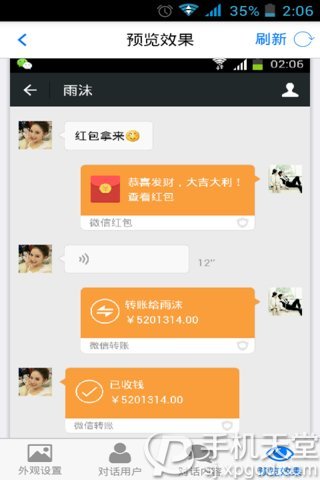 35% 2:06
预览效果
刷新
02:06
雨沫
红包拿来
恭喜发财，大吉大利！
查看红包
微信红包
12"
转账给雨沫
￥5201314.00
微信转账
已收钱
￥5201314.00
微信转账
外观设置
对话用户
对话内容
预览效果
手机天堂
sj.xpgod.com